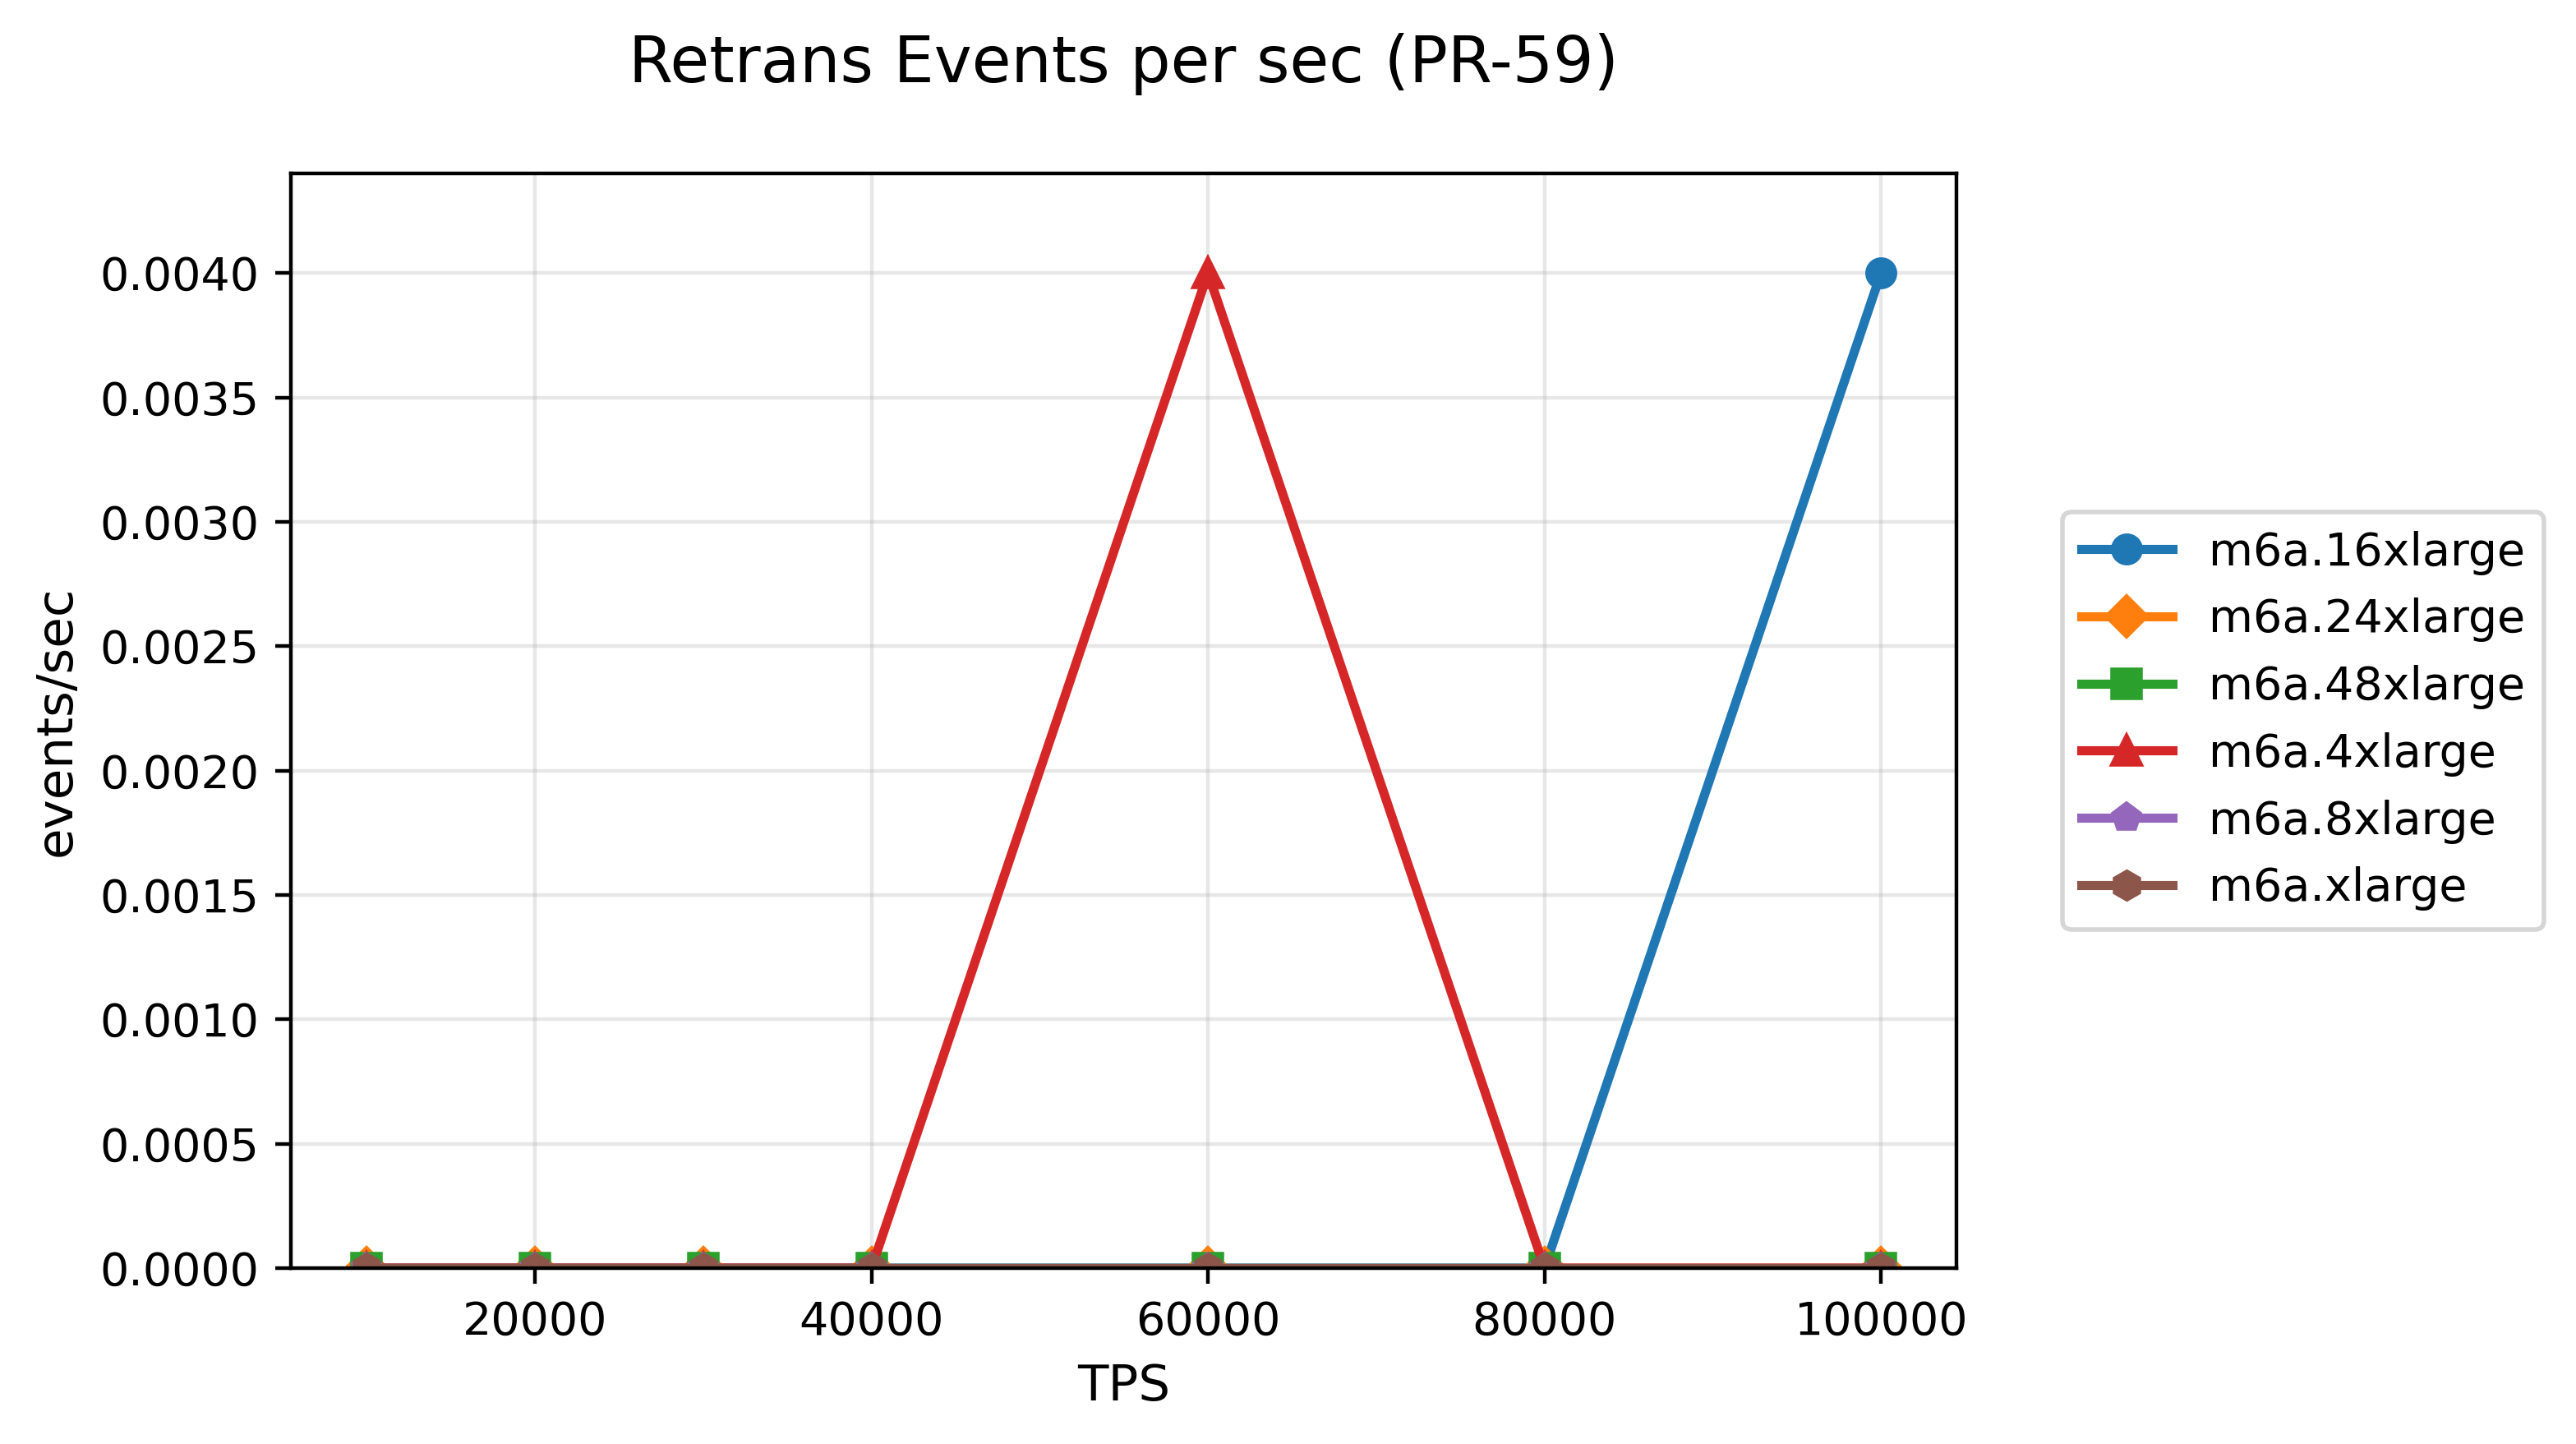 Retrans Events per sec (PR-59)
events/sec
0.0040
0.0035
0.0030
0.0025
0.0020
0.0015
0.0010
0.0005
0.0000
20000 40000 60000 80000 100000
TPS
m6a.16xlarge
m6a.24xlarge
m6a.48xlarge
m6a.4xlarge
m6a.8xlarge
m6a.xlarge